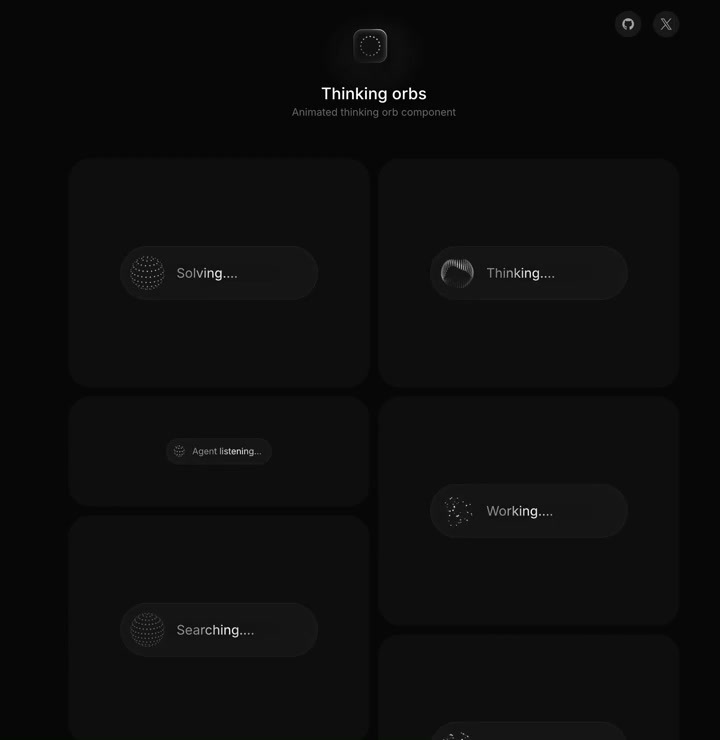 Thinking orbs
Animated thinking orb component
Solving....
Thinking....
Agent listening...
Working....
Searching....